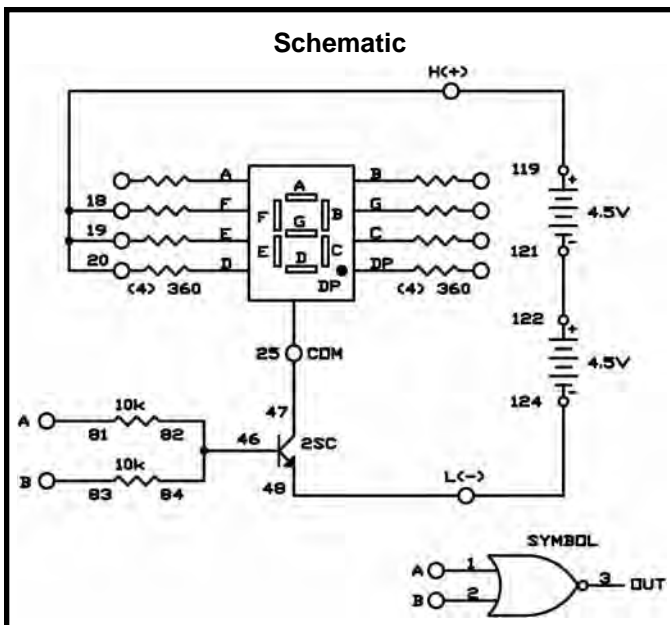 Schematic
H(+)
A B
119
18 F A G
+
4.5V
F B
19 E G C
-
121
E C
20 D D DP
(4) 360 DP (4) 360
122
+
25 COM
4.5V
-
124
47
10k
A 81 82
46 2SC
10k
48
B 83 84
L(-)
SYMBOL
A 1
3 OUT
B 2